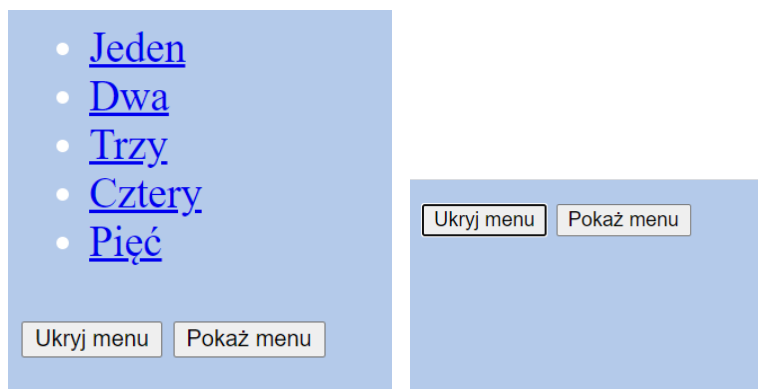 Jeden
Dwa
Trzy
Cztery
Pięć
Ukryj menu Pokaż menu
Ukryj menu Pokaż menu